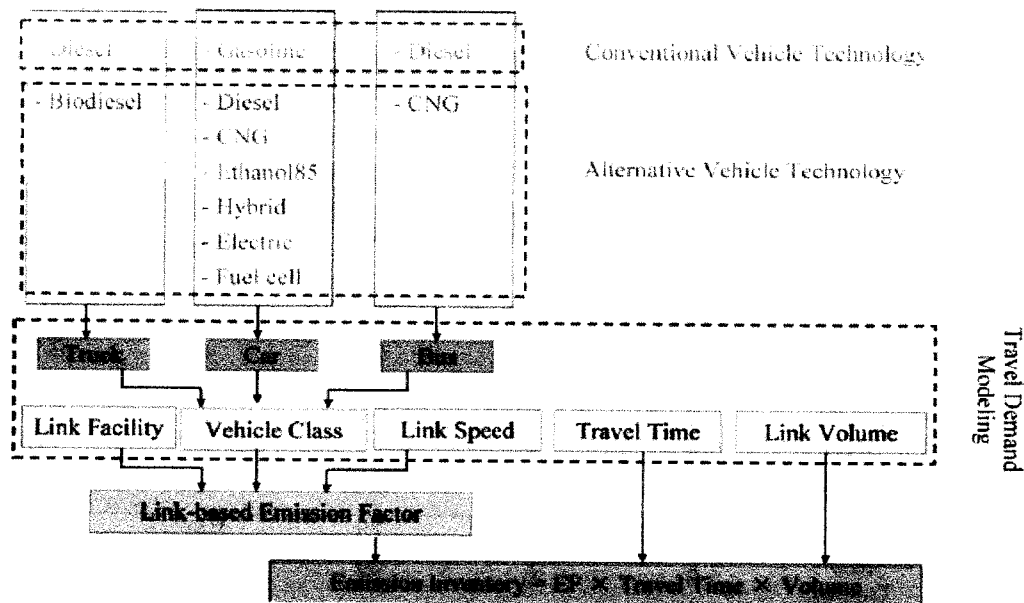 - Diesel - Gasoline - Diesel Conventional Vehicle Technology
- Biodiesel - Diesel - CNG
- CNG
- Ethanol85 Alternative Vehicle Technology
- Hybrid
- Electric
- Fuel cell
Truck Car Bus
Travel Demand
Modeling
Link Facility Vehicle Class Link Speed Travel Time Link Volume
Link-based Emission Factor
Emission Inventory = EF × Travel Time × Volume